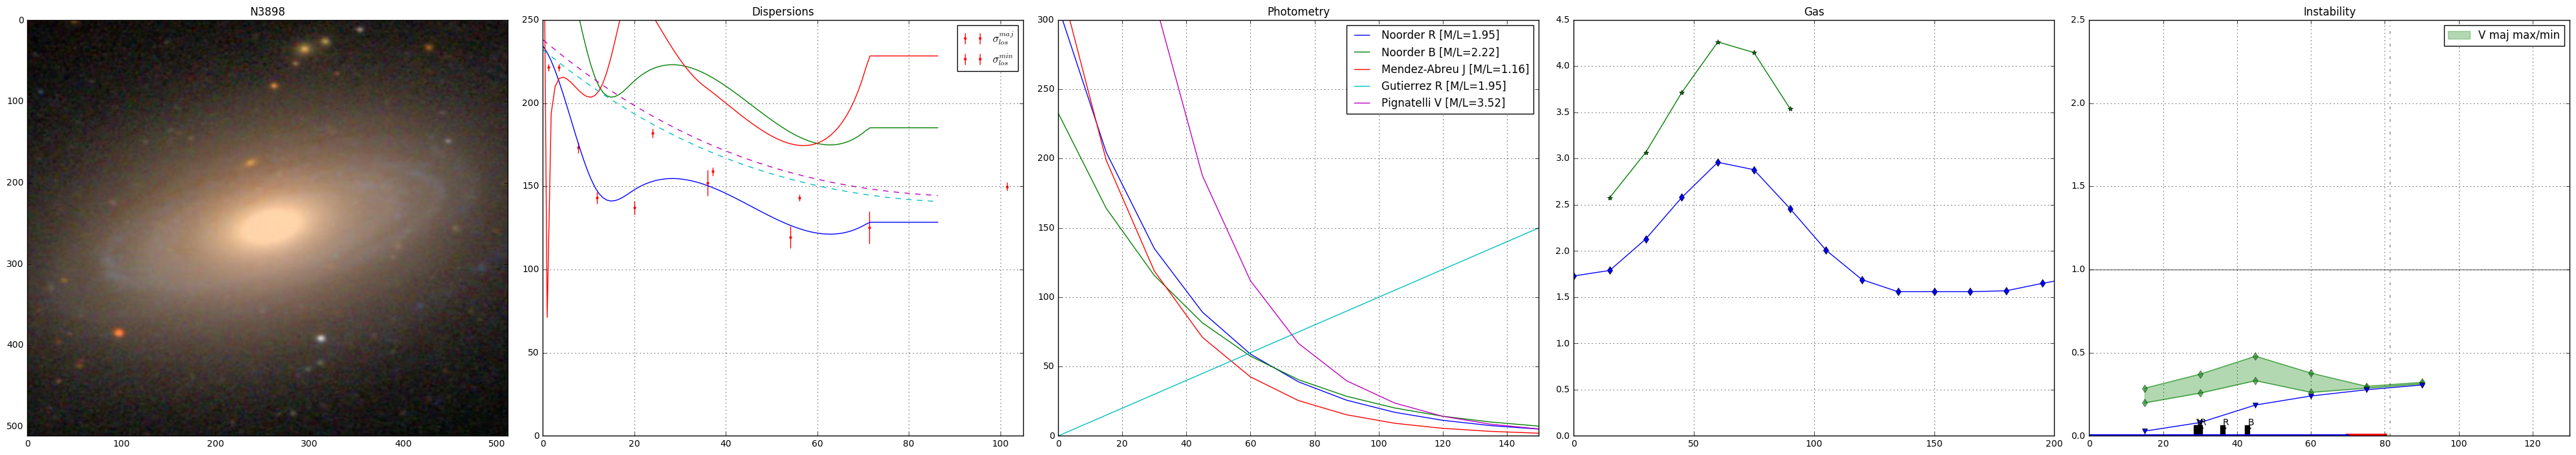 N3898
0
100
200
300
400
500
0 100 200 300 400 500
Dispersions
250
200
150
100
50
0
0 20 40 60 80 100
σ_los^maj
σ_los^min
Photometry
300
250
200
150
100
50
0
0 20 40 60 80 100 120 140
Noorder R [M/L=1.95]
Noorder B [M/L=2.22]
Mendez-Abreu J [M/L=1.16]
Gutierrez R [M/L=1.95]
Pignatelli V [M/L=3.52]
Gas
4.5
4.0
3.5
3.0
2.5
2.0
1.5
1.0
0.5
0.0
0 50 100 150 200
Instability
2.5
2.0
1.5
1.0
0.5
0.0
0 20 40 60 80 100 120
V maj max/min
R R B